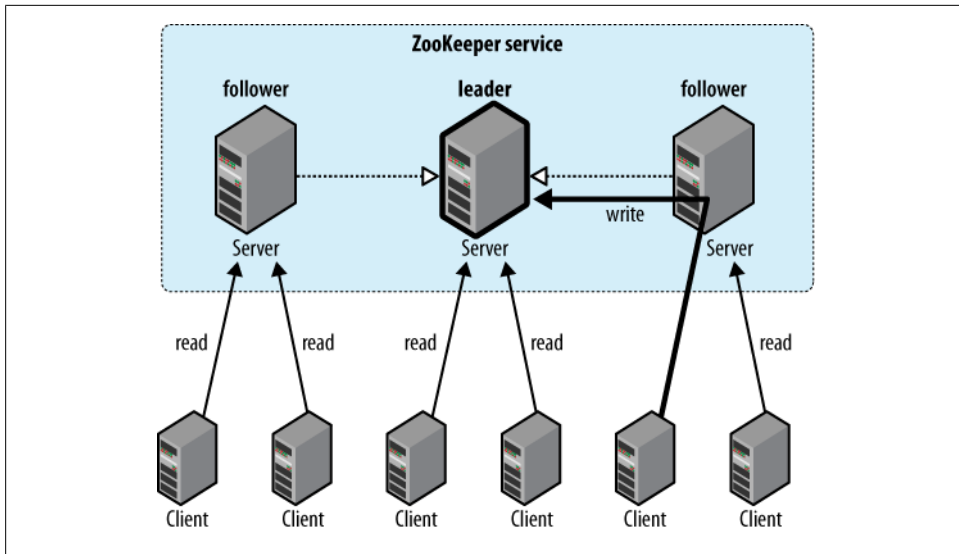 ZooKeeper service
follower leader follower
write
Server Server Server
read read read read read
Client Client Client Client Client Client